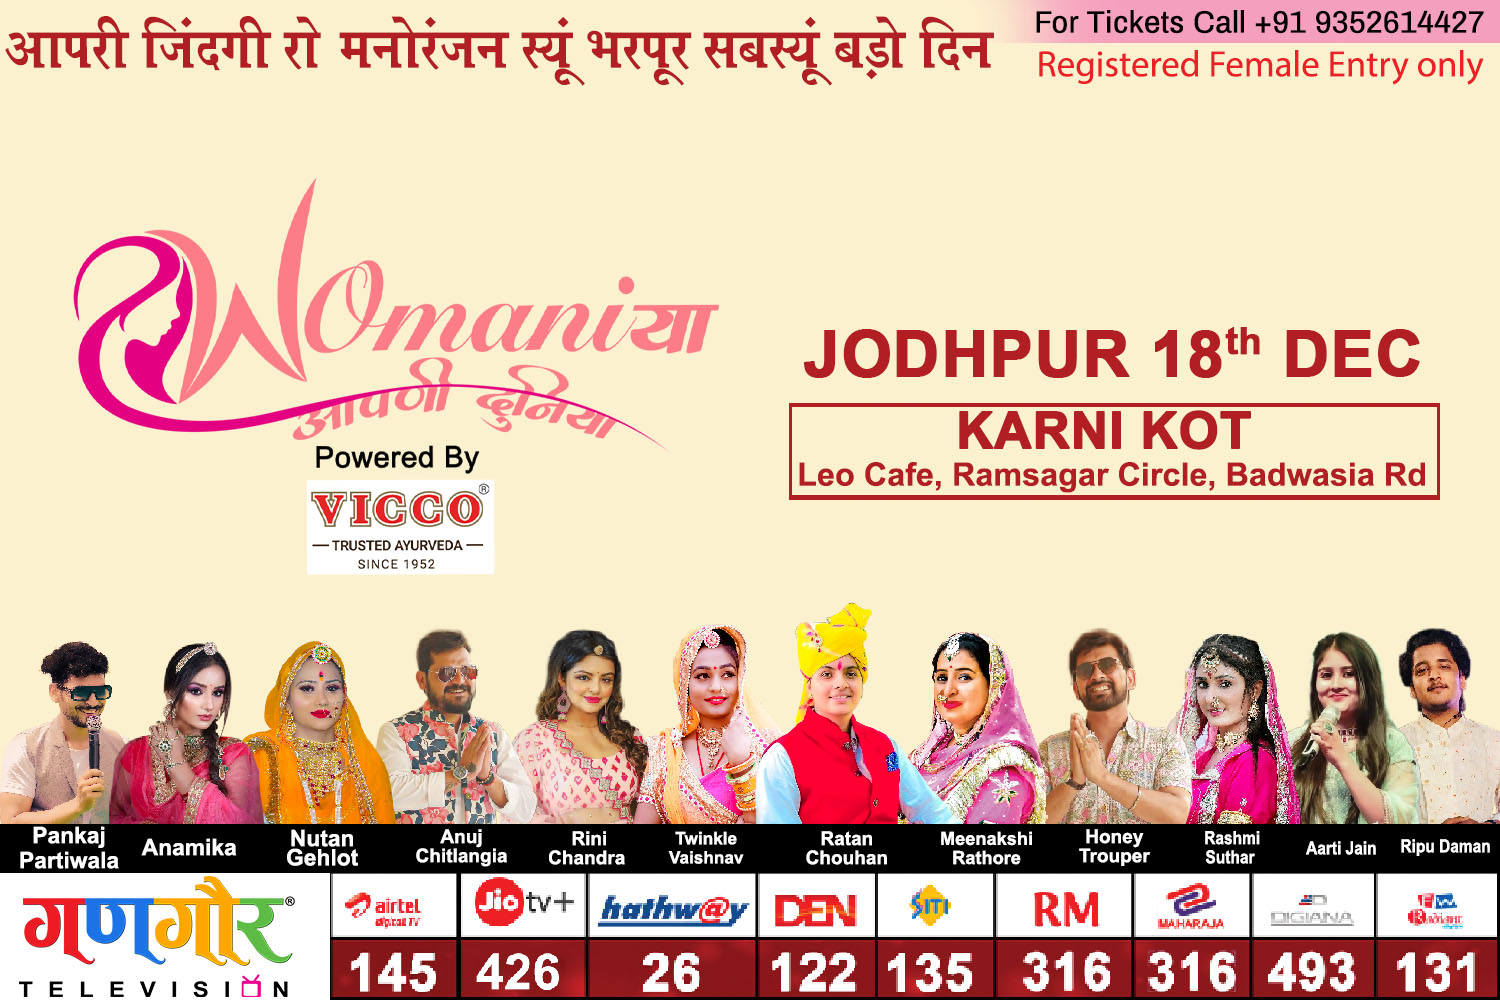 आपरी जिंदगी रो मनोरंजन स्यूं भरपूर सबस्यूं बड़ो दिन
For Tickets Call +91 9352614427
Registered Female Entry only
Womaniया
आपणी दुनिया
Powered By
VICCO®
TRUSTED AYURVEDA
SINCE 1952
JODHPUR 18th DEC
KARNI KOT
Leo Cafe, Ramsagar Circle, Badwasia Rd
Pankaj
Partiwala
Anamika
Nutan
Gehlot
Anuj
Chitlangia
Rini
Chandra
Twinkle
Vaishnav
Ratan
Chouhan
Meenakshi
Rathore
Honey
Trouper
Rashmi
Suthar
Aarti Jain
Ripu Daman
गणगौर®
TELEVISION
airtel
digital TV
Jio tv+
hathway
DEN
SITI
RM
MAHARAJA
DIGIANA
145 426 26 122 135 316 316 493 131